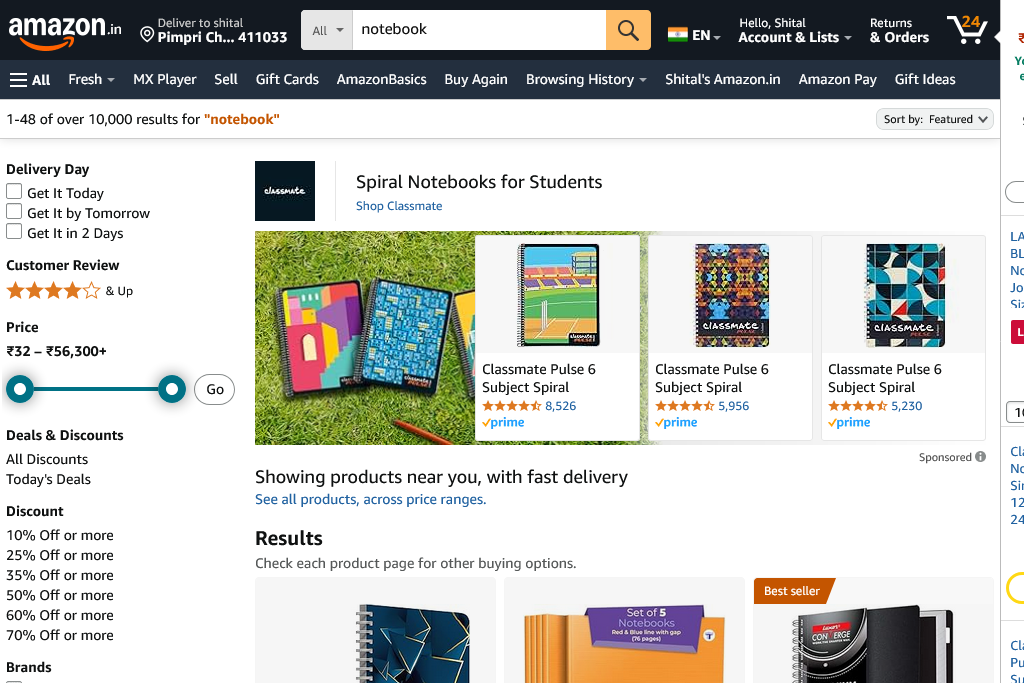 amazon.in
Deliver to shital
Pimpri Ch... 411033
All
notebook
EN
Hello, Shital
Account & Lists
Returns
& Orders
24
All
Fresh
MX Player
Sell
Gift Cards
AmazonBasics
Buy Again
Browsing History
Shital's Amazon.in
Amazon Pay
Gift Ideas
1-48 of over 10,000 results for "notebook"
Sort by: Featured
Delivery Day
Get It Today
Get It by Tomorrow
Get It in 2 Days
Customer Review
& Up
Price
₹32 – ₹56,300+
Go
Deals & Discounts
All Discounts
Today's Deals
Discount
10% Off or more
25% Off or more
35% Off or more
50% Off or more
60% Off or more
70% Off or more
Brands
classmate
Spiral Notebooks for Students
Shop Classmate
Classmate Pulse 6
Subject Spiral
8,526
prime
classmate
PULSE
Classmate Pulse 6
Subject Spiral
5,956
prime
classmate
PULSE
Classmate Pulse 6
Subject Spiral
5,230
prime
Sponsored
Showing products near you, with fast delivery
See all products, across price ranges.
Results
Check each product page for other buying options.
Set of 5
Notebooks
Red & Blue line with gap
(76 pages)
Best seller
Luxor
CONVERGE